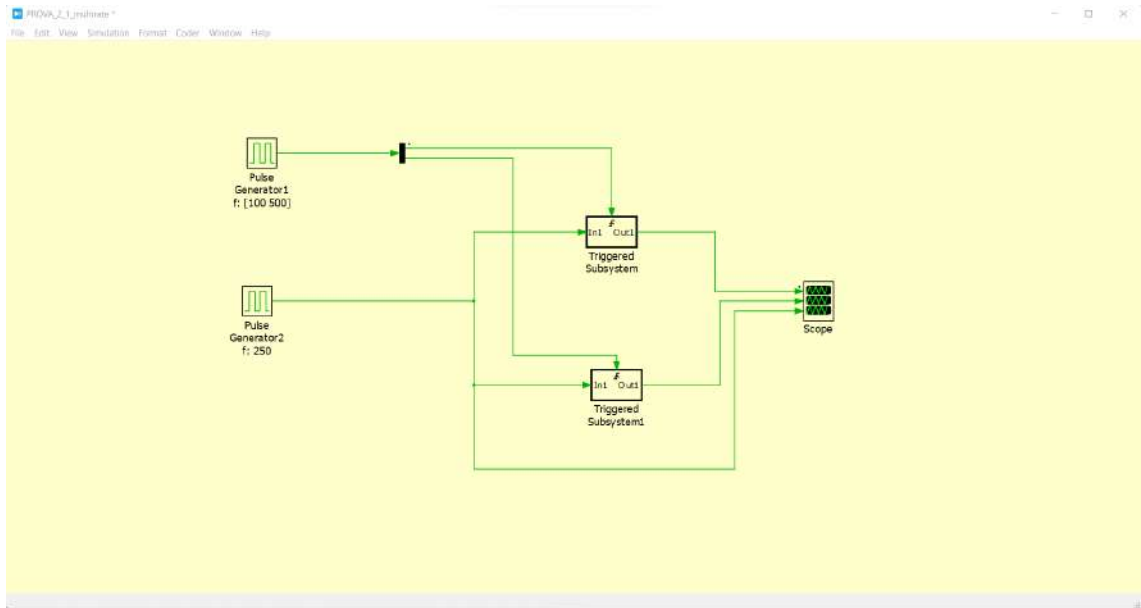 PROVA_2_1_multirate *
File Edit View Simulation Format Coder Window Help
Pulse
Generator1
f: [100 500]
In1 Out1
Triggered
Subsystem
Pulse
Generator2
f: 250
Scope
In1 Out1
Triggered
Subsystem1